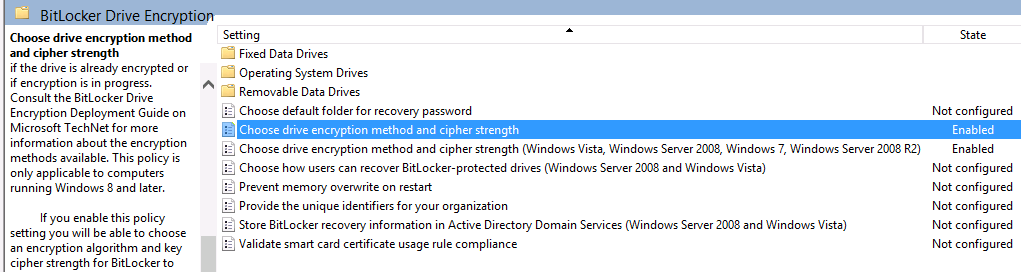 BitLocker Drive Encryption
Choose drive encryption method
and cipher strength
if the drive is already encrypted or
if encryption is in progress.
Consult the BitLocker Drive
Encryption Deployment Guide on
Microsoft TechNet for more
information about the encryption
methods available. This policy is
only applicable to computers
running Windows 8 and later.
If you enable this policy
setting you will be able to choose
an encryption algorithm and key
cipher strength for BitLocker to
Setting State
Fixed Data Drives
Operating System Drives
Removable Data Drives
Choose default folder for recovery password Not configured
Choose drive encryption method and cipher strength Enabled
Choose drive encryption method and cipher strength (Windows Vista, Windows Server 2008, Windows 7, Windows Server 2008 R2) Enabled
Choose how users can recover BitLocker-protected drives (Windows Server 2008 and Windows Vista) Not configured
Prevent memory overwrite on restart Not configured
Provide the unique identifiers for your organization Not configured
Store BitLocker recovery information in Active Directory Domain Services (Windows Server 2008 and Windows Vista) Not configured
Validate smart card certificate usage rule compliance Not configured